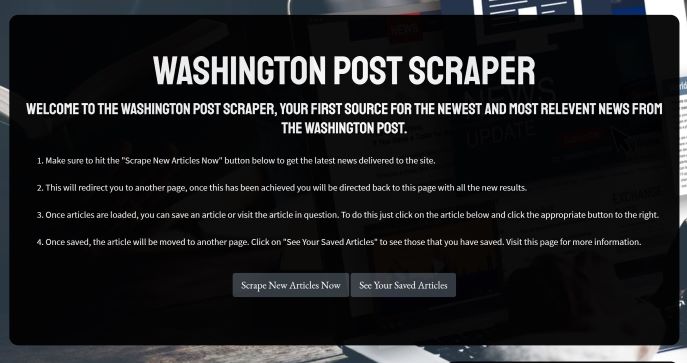 WASHINGTON POST SCRAPER
WELCOME TO THE WASHINGTON POST SCRAPER, YOUR FIRST SOURCE FOR THE NEWEST AND MOST RELEVENT NEWS FROM
THE WASHINGTON POST.
1. Make sure to hit the "Scrape New Articles Now" button below to get the latest news delivered to the site.
2. This will redirect you to another page, once this has been achieved you will be directed back to this page with all the new results.
3. Once articles are loaded, you can save an article or visit the article in question. To do this just click on the article below and click the appropriate button to the right.
4. Once saved, the article will be moved to another page. Click on "See Your Saved Articles" to see those that you have saved. Visit this page for more information.
Scrape New Articles Now
See Your Saved Articles
NEWS
NEWS
UPDATE
EXCHANGE